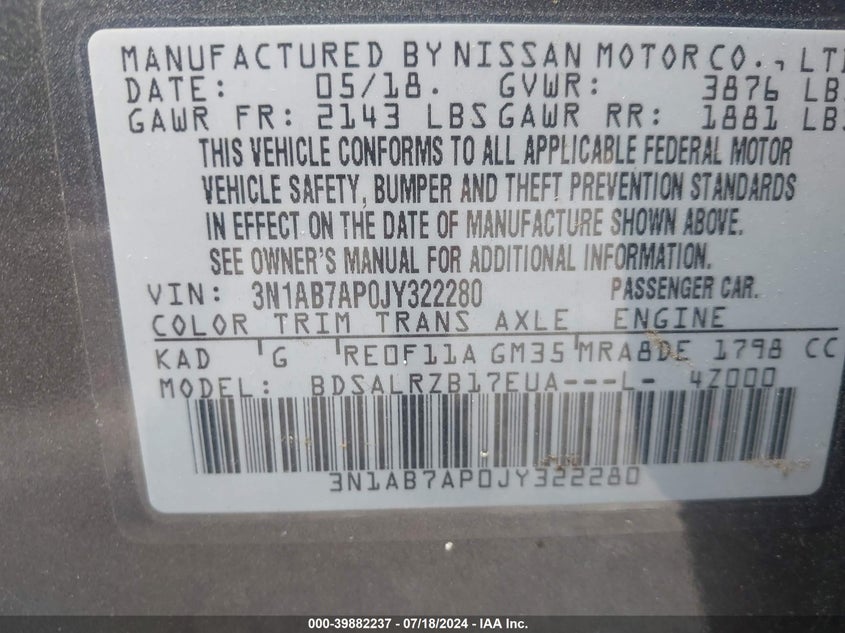 MANUFACTURED BY NISSAN MOTOR CO., LT
DATE: 05/18. GVWR: 3876 LB
GAWR FR: 2143 LBS GAWR RR: 1881 LBS
THIS VEHICLE CONFORMS TO ALL APPLICABLE FEDERAL MOTOR
VEHICLE SAFETY, BUMPER AND THEFT PREVENTION STANDARDS
IN EFFECT ON THE DATE OF MANUFACTURE SHOWN ABOVE.
SEE OWNER'S MANUAL FOR ADDITIONAL INFORMATION.
VIN: 3N1AB7AP0JY322280 PASSENGER CAR.
COLOR TRIM TRANS AXLE ENGINE
KAD G RE0F11A GM35 MRA8DE 1798 CC
MODEL: BDSALRZB17EUA---L- 4Z000
3N1AB7AP0JY322280
000-39882237 - 07/18/2024 - IAA Inc.